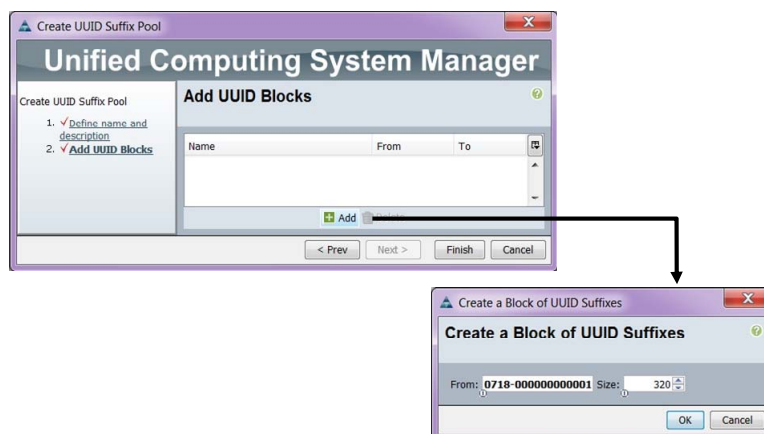 Create UUID Suffix Pool
Unified Computing System Manager
Create UUID Suffix Pool
1. √Define name and
description
2. √Add UUID Blocks
Add UUID Blocks
Name From To
Add Delete
< Prev Next > Finish Cancel
Create a Block of UUID Suffixes
Create a Block of UUID Suffixes
From: 0718-000000000001 Size: 320
OK Cancel